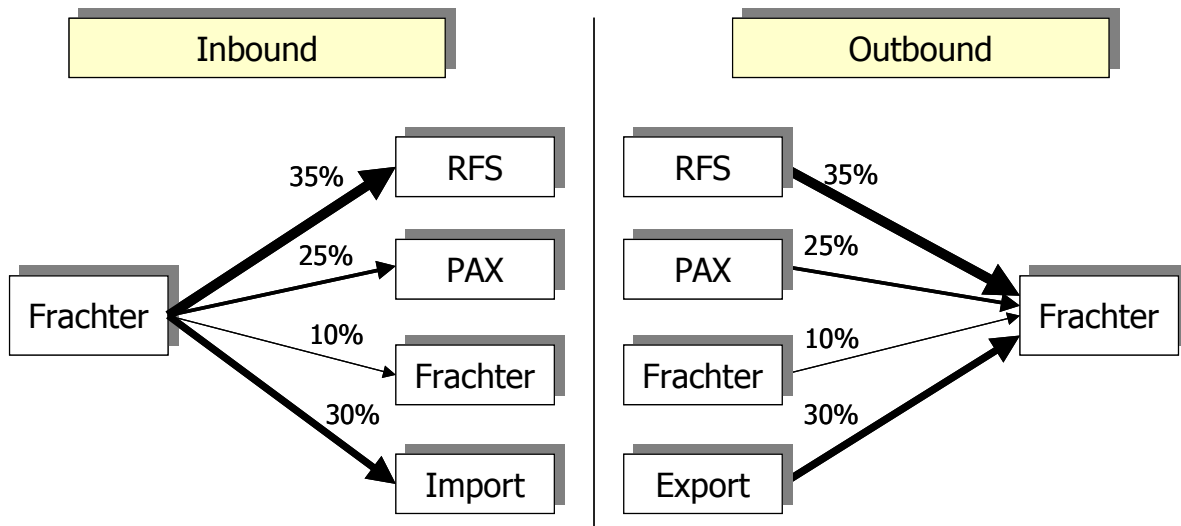 Inbound
Outbound
Frachter
35%
RFS
25%
PAX
10%
Frachter
30%
Import
RFS
35%
PAX
25%
Frachter
10%
Export
30%
Frachter